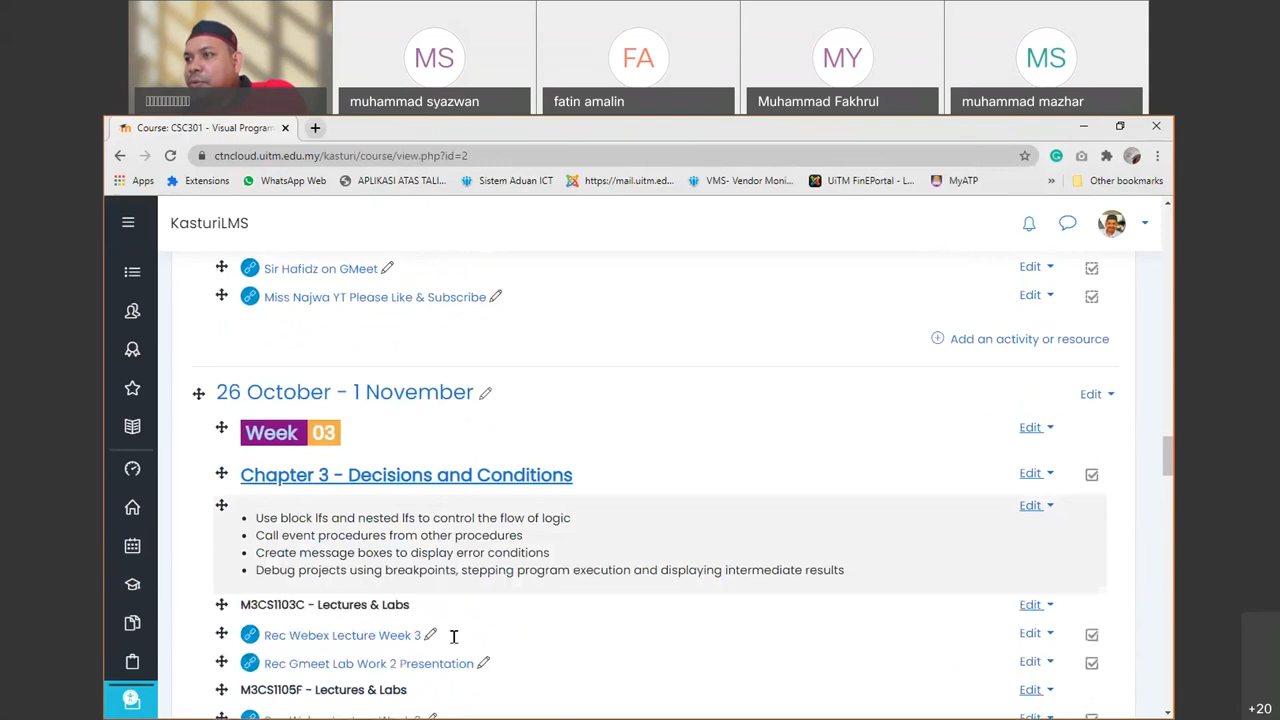 MS
FA
MY
MS
muhammad syazwan
fatin amalin
Muhammad Fakhrul
muhammad mazhar
Course: CSC301 - Visual Program
ctncloud.uitm.edu.my/kasturi/course/view.php?id=2
Apps
Extensions
WhatsApp Web
APLIKASI ATAS TALI...
Sistem Aduan ICT
https://mail.uitm.ed...
VMS- Vendor Moni...
UiTM FinEPortal - L...
MyATP
»
Other bookmarks
KasturiLMS
Sir Hafidz on GMeet
Edit
Miss Najwa YT Please Like & Subscribe
Edit
Add an activity or resource
26 October - 1 November
Edit
Week 03
Edit
Chapter 3 - Decisions and Conditions
Edit
• Use block Ifs and nested Ifs to control the flow of logic
Edit
• Call event procedures from other procedures
• Create message boxes to display error conditions
• Debug projects using breakpoints, stepping program execution and displaying intermediate results
M3CS1103C - Lectures & Labs
Edit
Rec Webex Lecture Week 3
Edit
Rec Gmeet Lab Work 2 Presentation
Edit
M3CS1105F - Lectures & Labs
Edit
+20